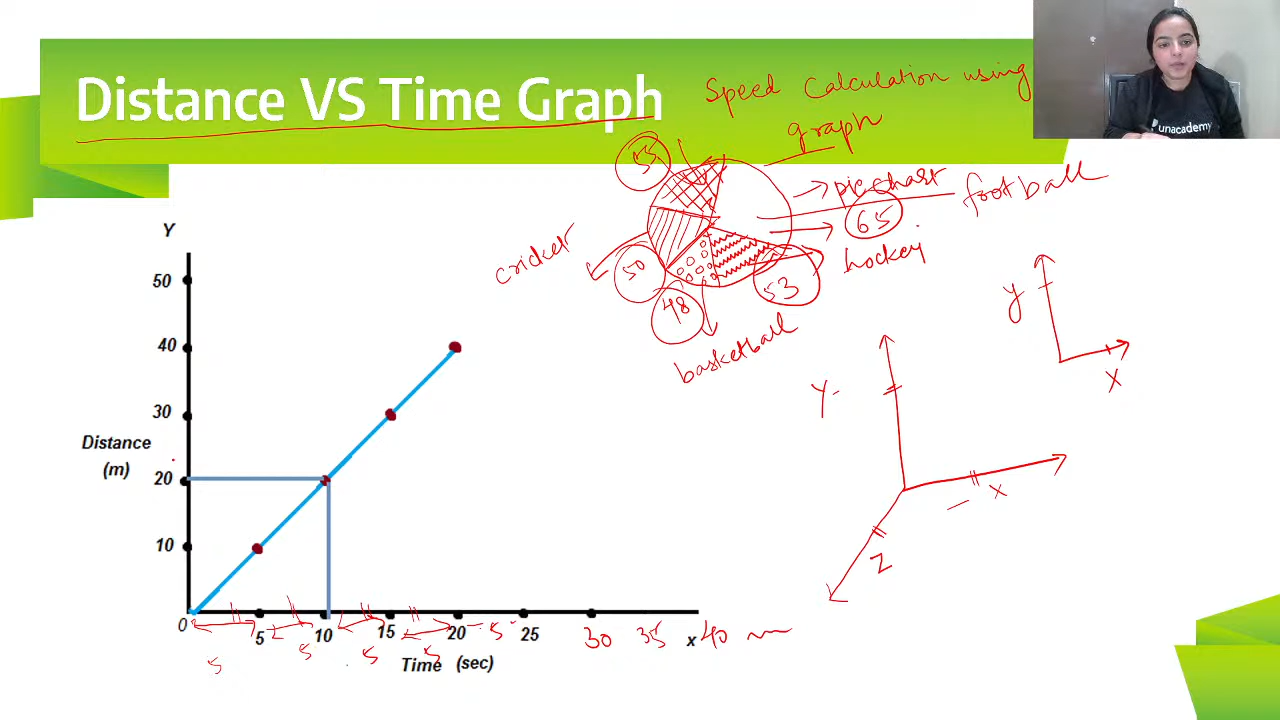 Distance VS Time Graph
Speed Calculation using
graph
unacademy
55
pie chart
football
65
hockey
cricket
50
53
48
basketball
Y
50
40
30
Distance
(m)
20
10
0
5
10
15
20
5
25
30
35
x
40
5
5
5
5
Time (sec)
y
x
Y
x
Z